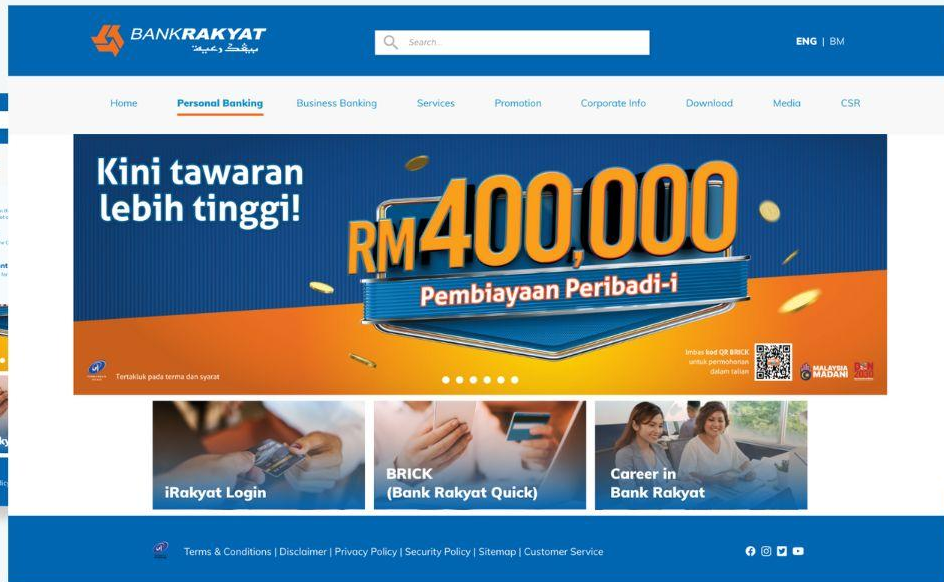 BANKRAKYAT
بيڠک رعيت
Search...
ENG | BM
Home Personal Banking Business Banking Services Promotion Corporate Info Download Media CSR
Kini tawaran
lebih tinggi!
RM400,000
Pembiayaan Peribadi-i
Imbas kod QR BRICK
untuk permohonan
dalam talian
Tertakluk pada terma dan syarat
MALAYSIA
MADANI
iRakyat Login
BRICK
(Bank Rakyat Quick)
Career in
Bank Rakyat
Terms & Conditions | Disclaimer | Privacy Policy | Security Policy | Sitemap | Customer Service